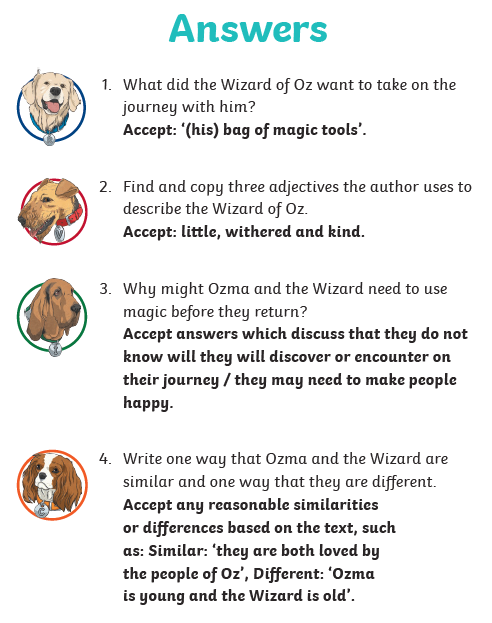 Answers
1. What did the Wizard of Oz want to take on the
journey with him?
Accept: ‘(his) bag of magic tools’.
2. Find and copy three adjectives the author uses to
describe the Wizard of Oz.
Accept: little, withered and kind.
3. Why might Ozma and the Wizard need to use
magic before they return?
Accept answers which discuss that they do not
know will they will discover or encounter on
their journey / they may need to make people
happy.
4. Write one way that Ozma and the Wizard are
similar and one way that they are different.
Accept any reasonable similarities
or differences based on the text, such
as: Similar: ‘they are both loved by
the people of Oz’, Different: ‘Ozma
is young and the Wizard is old’.